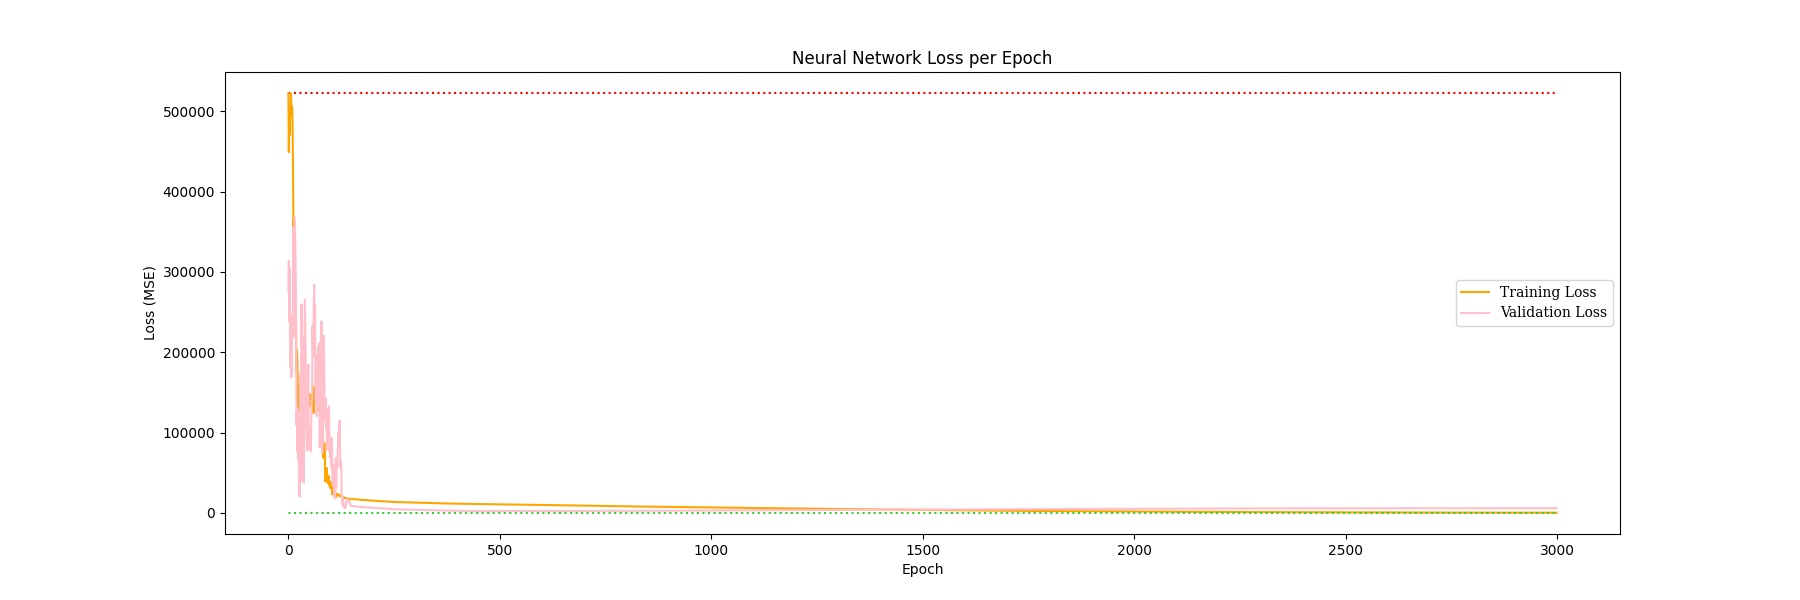 Neural Network Loss per Epoch
500000
400000
300000
200000
100000
0
Loss (MSE)
Training Loss
Validation Loss
0
500
1000
1500
2000
2500
3000
Epoch